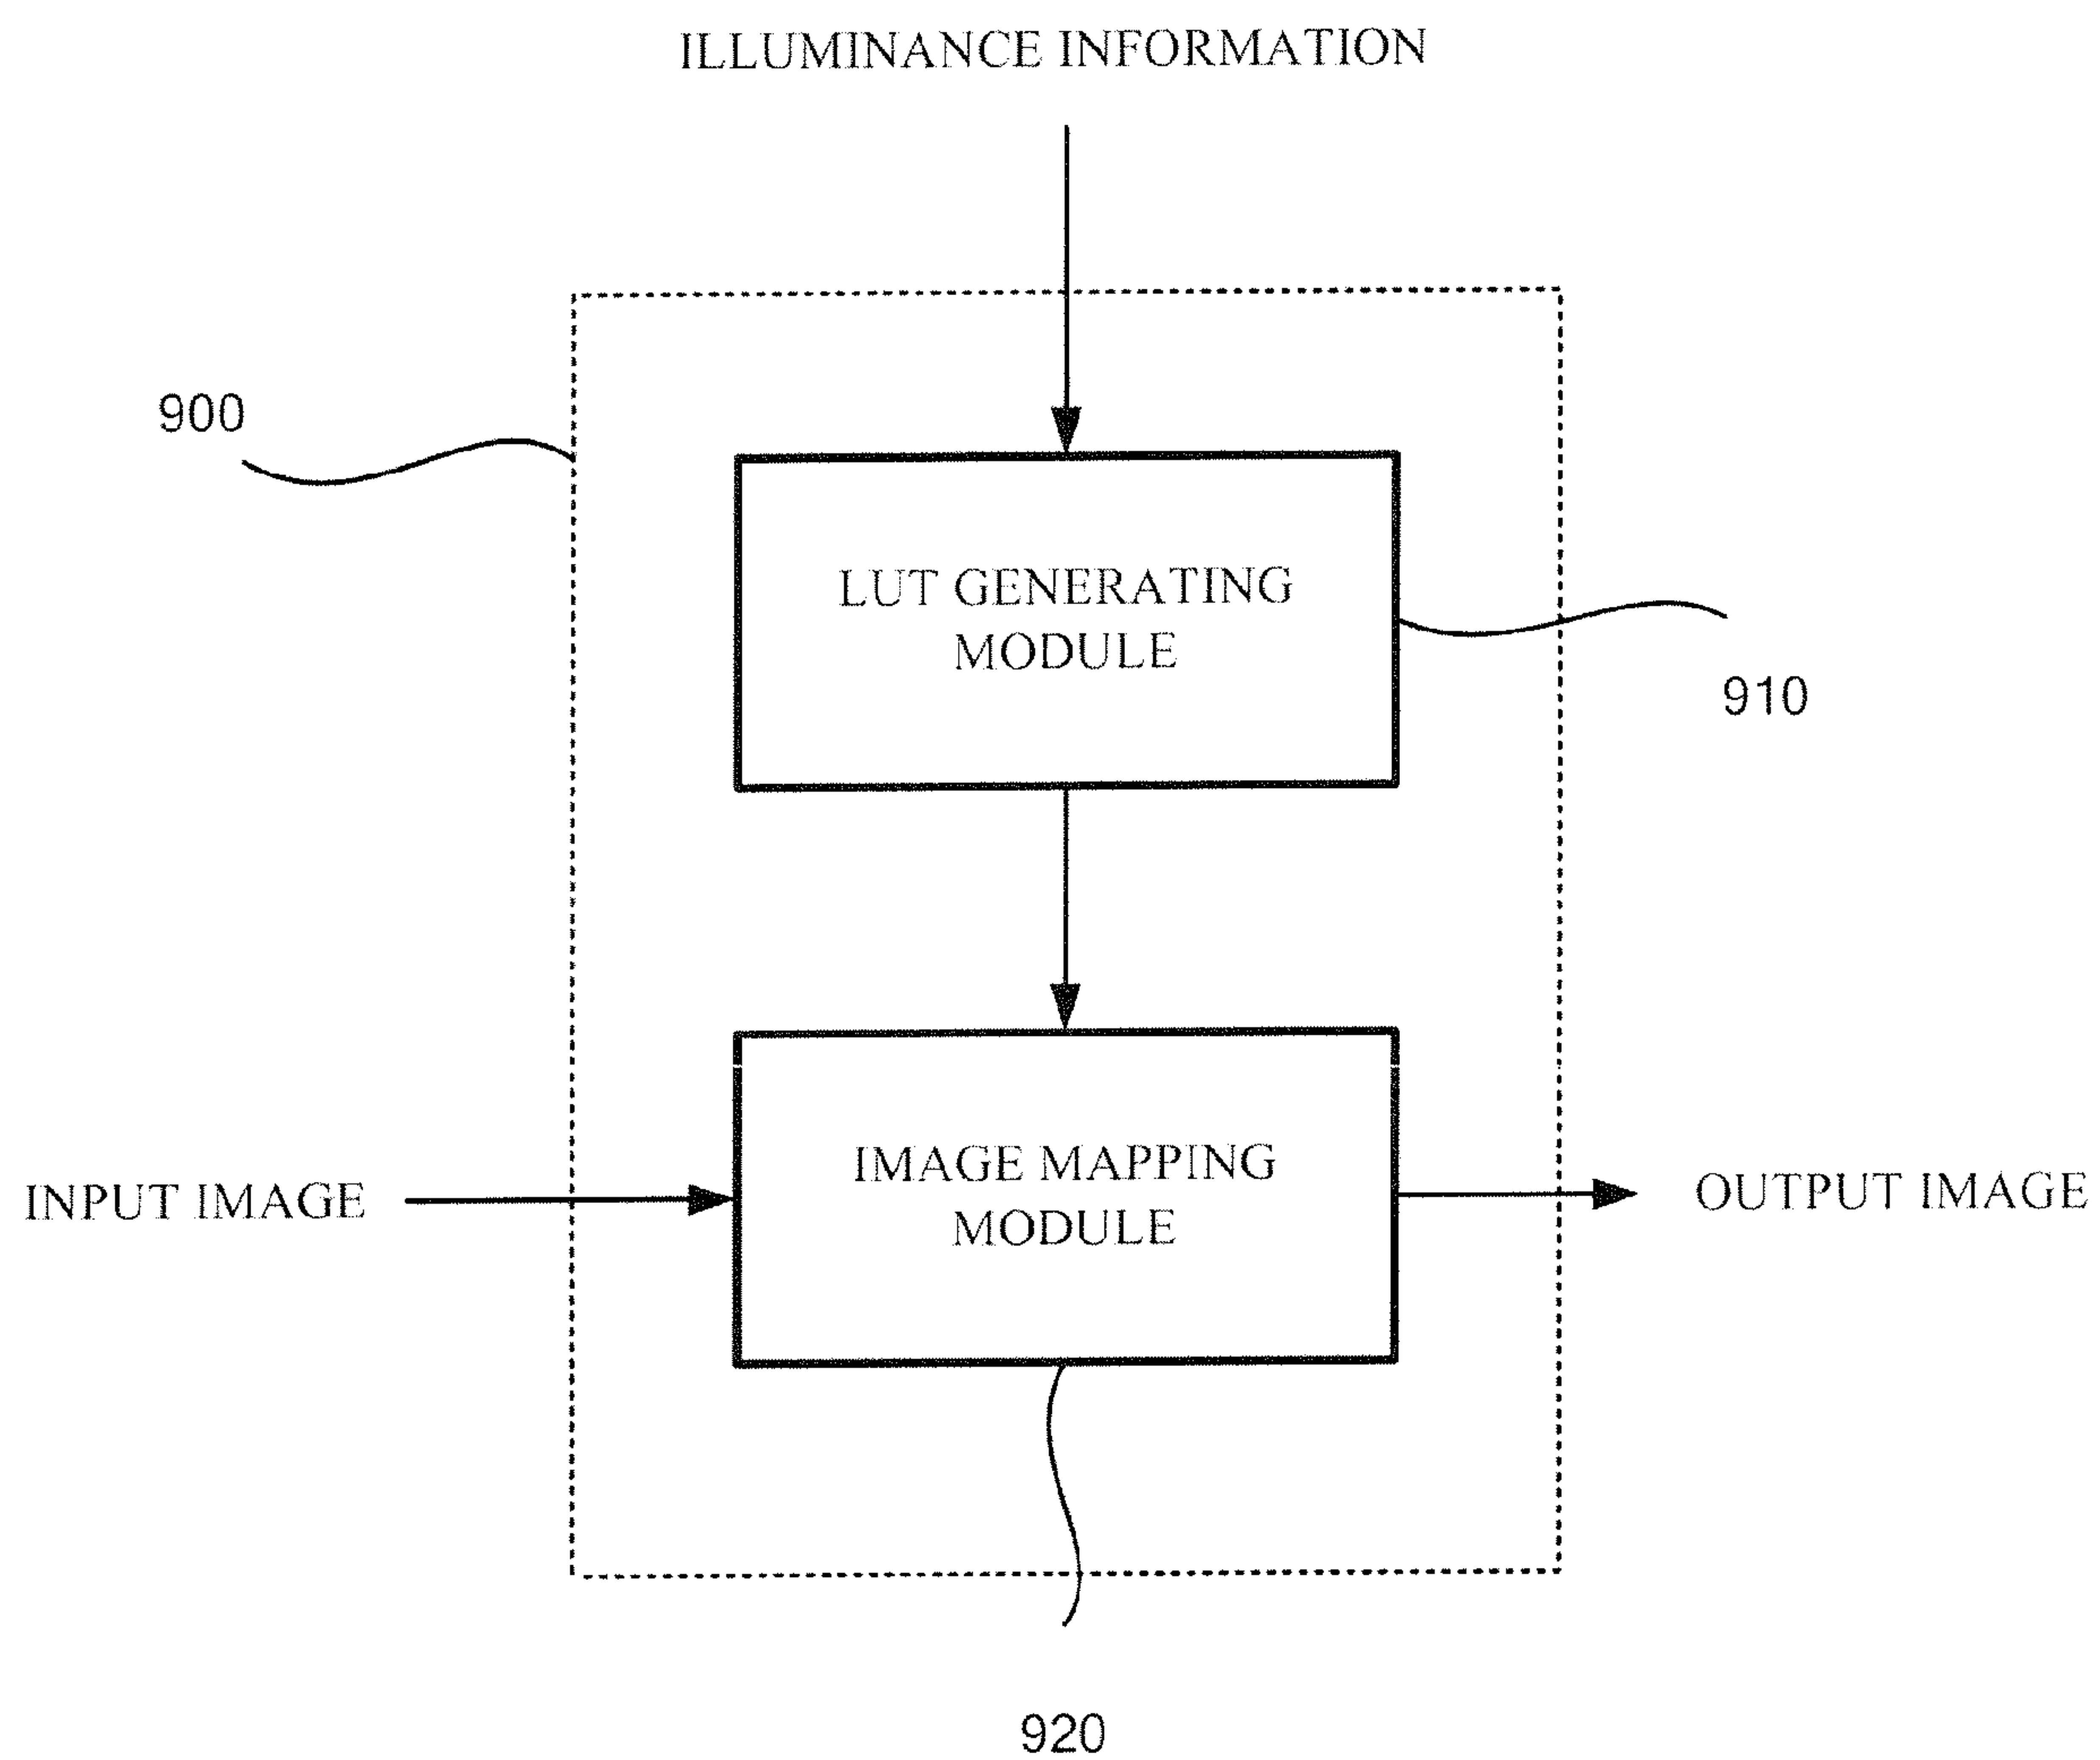 ILLUMINANCE INFORMATION
900
LUT GENERATING
MODULE
910
IMAGE MAPPING
MODULE
INPUT IMAGE
OUTPUT IMAGE
920